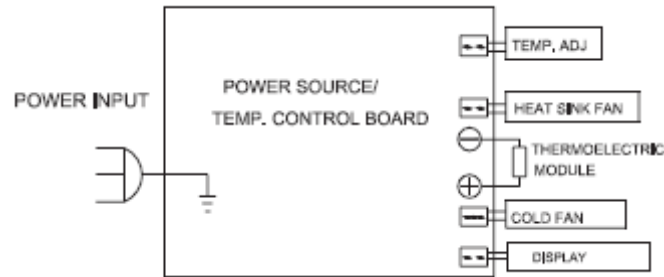 TEMP. ADJ
POWER SOURCE/
POWER INPUT
HEAT SINK FAN
TEMP. CONTROL BOARD
THERMOELECTRIC
MODULE
COLD FAN
DISPLAY